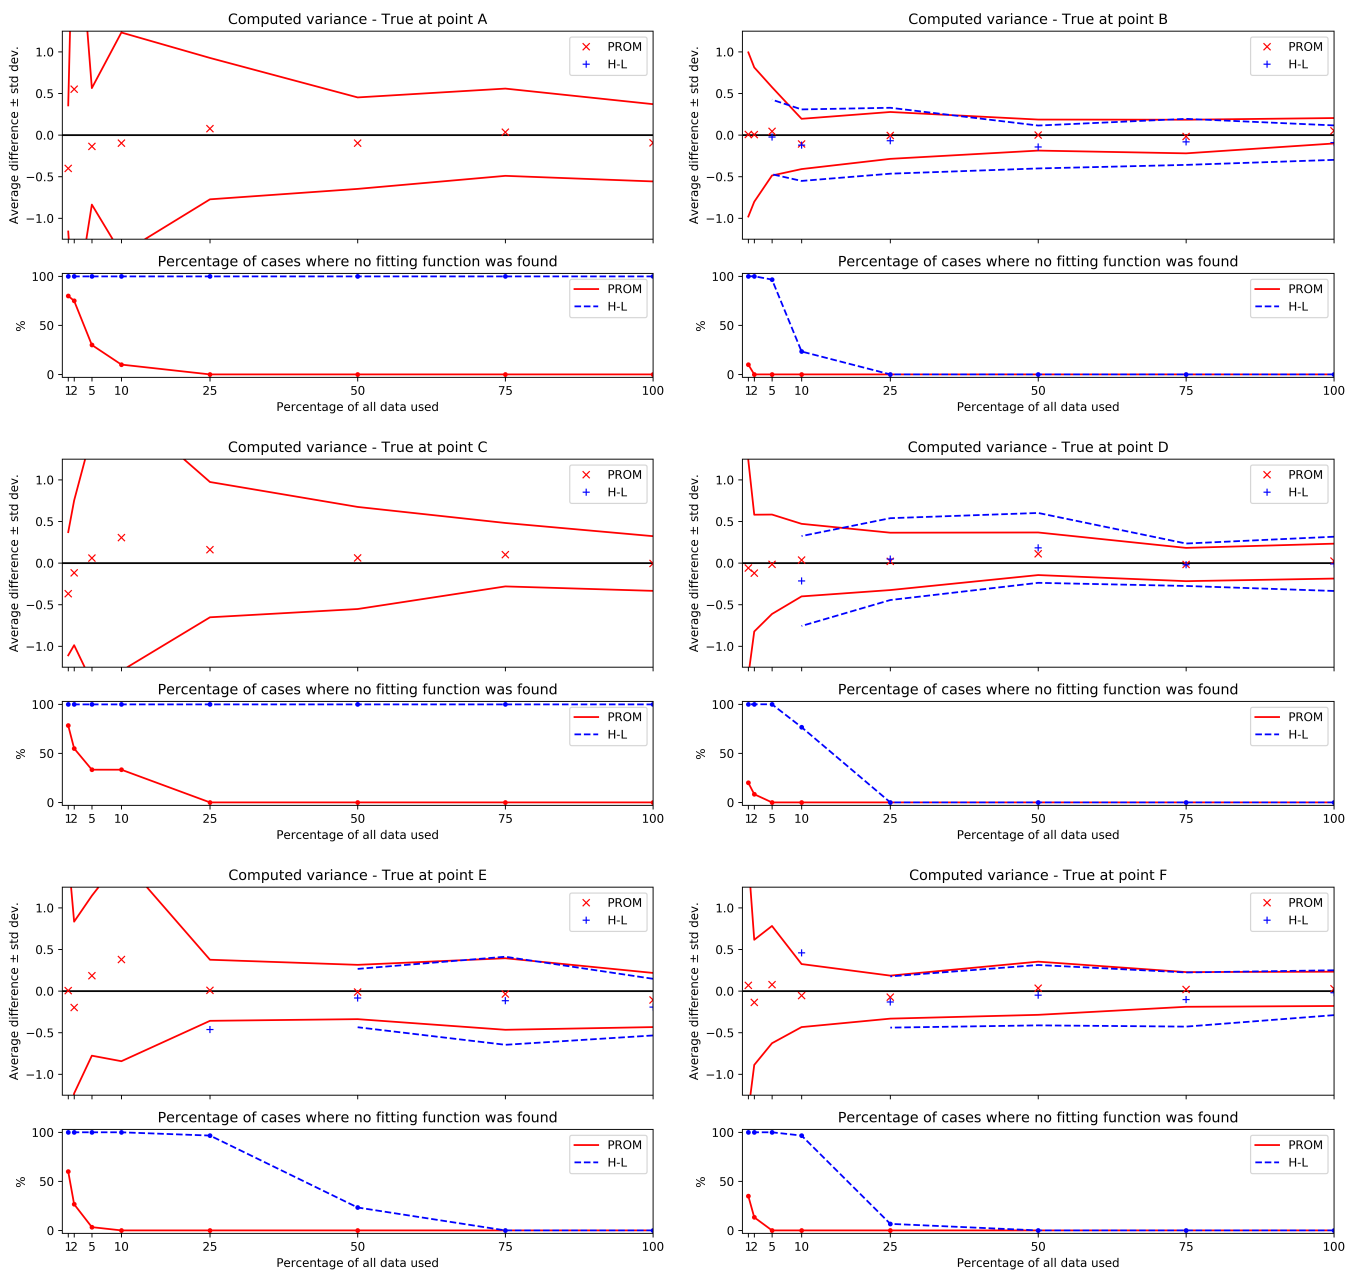 Computed variance - True at point A
Average difference ± std dev.
1.0
0.5
0.0
−0.5
−1.0
PROM
H-L
Percentage of cases where no fitting function was found
%
100
50
0
PROM
H-L
1 2 5 10 25 50 75 100
Percentage of all data used
Computed variance - True at point B
Average difference ± std dev.
1.0
0.5
0.0
−0.5
−1.0
PROM
H-L
Percentage of cases where no fitting function was found
%
100
50
0
PROM
H-L
1 2 5 10 25 50 75 100
Percentage of all data used
Computed variance - True at point C
Average difference ± std dev.
1.0
0.5
0.0
−0.5
−1.0
PROM
H-L
Percentage of cases where no fitting function was found
%
100
50
0
PROM
H-L
1 2 5 10 25 50 75 100
Percentage of all data used
Computed variance - True at point D
Average difference ± std dev.
1.0
0.5
0.0
−0.5
−1.0
PROM
H-L
Percentage of cases where no fitting function was found
%
100
50
0
PROM
H-L
1 2 5 10 25 50 75 100
Percentage of all data used
Computed variance - True at point E
Average difference ± std dev.
1.0
0.5
0.0
−0.5
−1.0
PROM
H-L
Percentage of cases where no fitting function was found
%
100
50
0
PROM
H-L
1 2 5 10 25 50 75 100
Percentage of all data used
Computed variance - True at point F
Average difference ± std dev.
1.0
0.5
0.0
−0.5
−1.0
PROM
H-L
Percentage of cases where no fitting function was found
%
100
50
0
PROM
H-L
1 2 5 10 25 50 75 100
Percentage of all data used